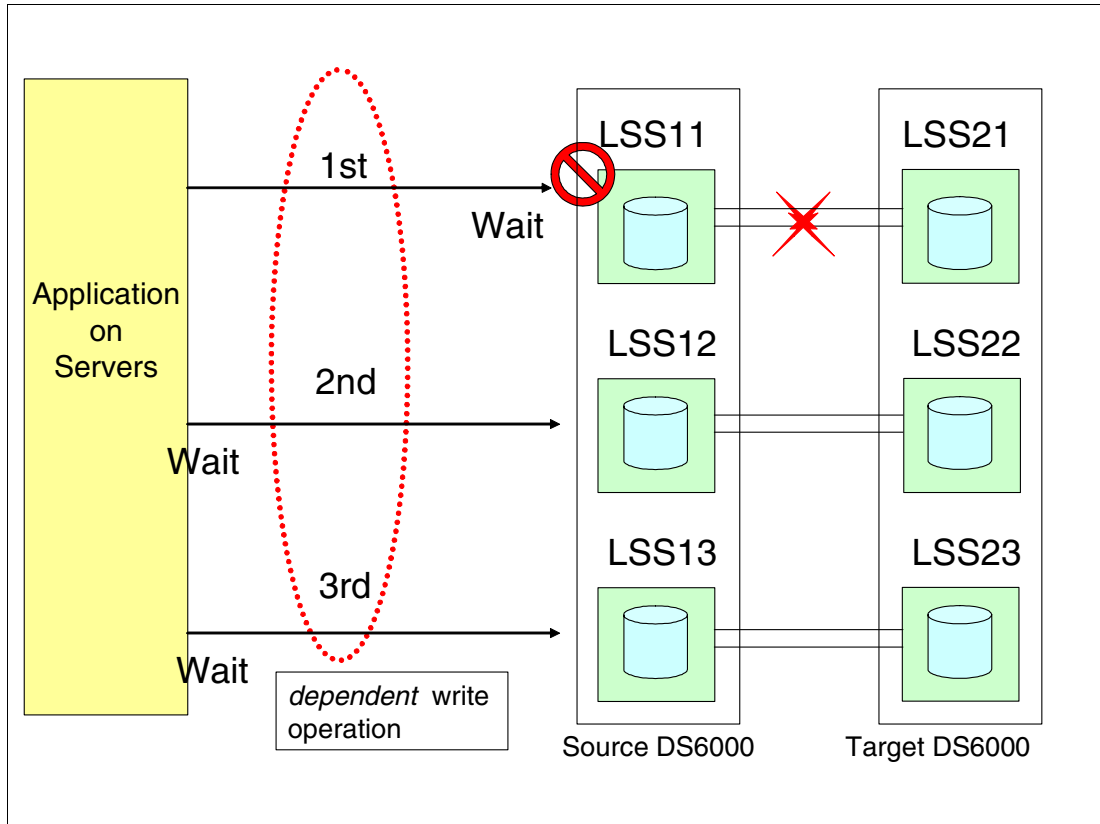 Application
on
Servers
1st
Wait
2nd
Wait
3rd
Wait
dependent write
operation
LSS11
LSS12
LSS13
Source DS6000
LSS21
LSS22
LSS23
Target DS6000